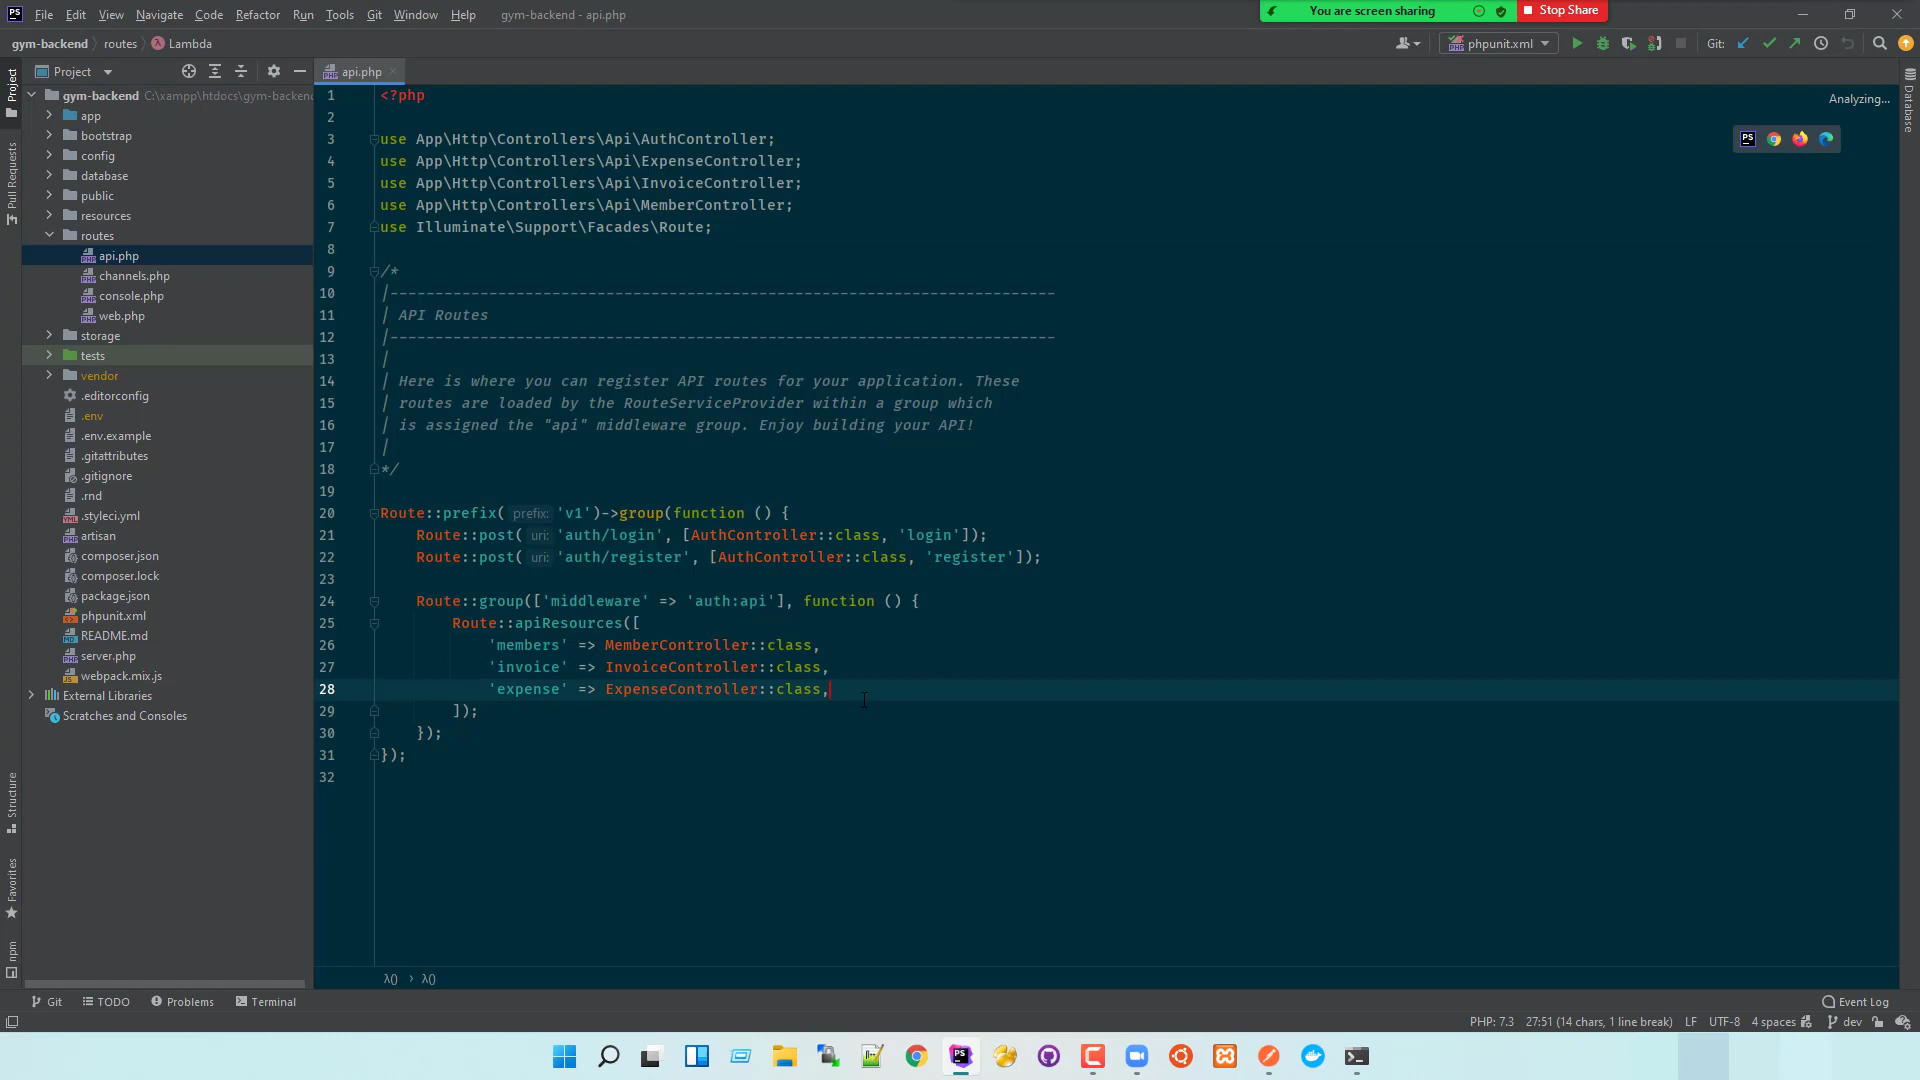 PS File Edit View Navigate Code Refactor Run Tools Git Window Help gym-backend - api.php You are screen sharing Stop Share
gym-backend routes Lambda phpunit.xml Git:
Project api.php
gym-backend C:\xampp\htdocs\gym-backend
app
bootstrap
config
database
public
resources
routes
api.php
channels.php
console.php
web.php
storage
tests
vendor
.editorconfig
.env
.env.example
.gitattributes
.gitignore
.rnd
.styleci.yml
artisan
composer.json
composer.lock
package.json
phpunit.xml
README.md
server.php
webpack.mix.js
External Libraries
Scratches and Consoles
Project
Pull Requests
Structure
Favorites
npm
1 <?php
2
3 use App\Http\Controllers\Api\AuthController;
4 use App\Http\Controllers\Api\ExpenseController;
5 use App\Http\Controllers\Api\InvoiceController;
6 use App\Http\Controllers\Api\MemberController;
7 use Illuminate\Support\Facades\Route;
8
9 /*
10 |--------------------------------------------------------------------------
11 | API Routes
12 |--------------------------------------------------------------------------
13 |
14 | Here is where you can register API routes for your application. These
15 | routes are loaded by the RouteServiceProvider within a group which
16 | is assigned the "api" middleware group. Enjoy building your API!
17 |
18 */
19
20 Route::prefix( prefix: 'v1')->group(function () {
21 Route::post( uri: 'auth/login', [AuthController::class, 'login']);
22 Route::post( uri: 'auth/register', [AuthController::class, 'register']);
23
24 Route::group(['middleware' => 'auth:api'], function () {
25 Route::apiResources([
26 'members' => MemberController::class,
27 'invoice' => InvoiceController::class,
28 'expense' => ExpenseController::class,
29 ]);
30 });
31 });
32
Analyzing...
Database
λ() › λ()
Git TODO Problems Terminal Event Log
PHP: 7.3 27:51 (14 chars, 1 line break) LF UTF-8 4 spaces dev